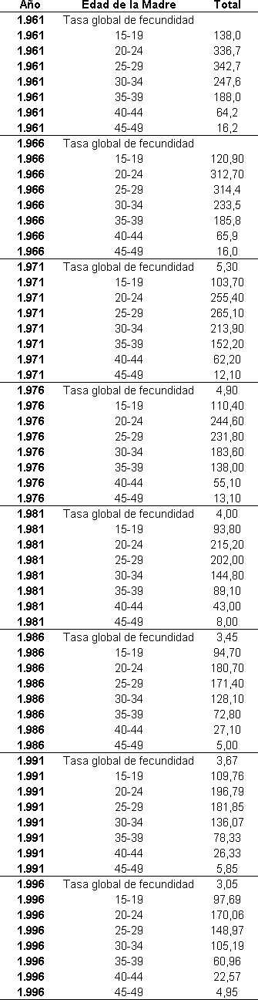 Año Edad de la Madre Total
1.961 Tasa global de fecundidad
1.961 15-19 138,0
1.961 20-24 336,7
1.961 25-29 342,7
1.961 30-34 247,6
1.961 35-39 188,0
1.961 40-44 64,2
1.961 45-49 16,2
1.966 Tasa global de fecundidad
1.966 15-19 120,90
1.966 20-24 312,70
1.966 25-29 314,4
1.966 30-34 233,5
1.966 35-39 185,8
1.966 40-44 65,9
1.966 45-49 16,0
1.971 Tasa global de fecundidad 5,30
1.971 15-19 103,70
1.971 20-24 255,40
1.971 25-29 265,10
1.971 30-34 213,90
1.971 35-39 152,20
1.971 40-44 62,20
1.971 45-49 12,10
1.976 Tasa global de fecundidad 4,90
1.976 15-19 110,40
1.976 20-24 244,60
1.976 25-29 231,80
1.976 30-34 183,60
1.976 35-39 138,00
1.976 40-44 55,10
1.976 45-49 13,10
1.981 Tasa global de fecundidad 4,00
1.981 15-19 93,80
1.981 20-24 215,20
1.981 25-29 202,00
1.981 30-34 144,80
1.981 35-39 89,10
1.981 40-44 43,00
1.981 45-49 8,00
1.986 Tasa global de fecundidad 3,45
1.986 15-19 94,70
1.986 20-24 180,70
1.986 25-29 171,40
1.986 30-34 128,10
1.986 35-39 72,80
1.986 40-44 27,10
1.986 45-49 5,00
1.991 Tasa global de fecundidad 3,67
1.991 15-19 109,76
1.991 20-24 196,79
1.991 25-29 181,85
1.991 30-34 136,07
1.991 35-39 78,33
1.991 40-44 26,33
1.991 45-49 5,85
1.996 Tasa global de fecundidad 3,05
1.996 15-19 97,69
1.996 20-24 170,06
1.996 25-29 148,97
1.996 30-34 105,19
1.996 35-39 60,96
1.996 40-44 22,57
1.996 45-49 4,95